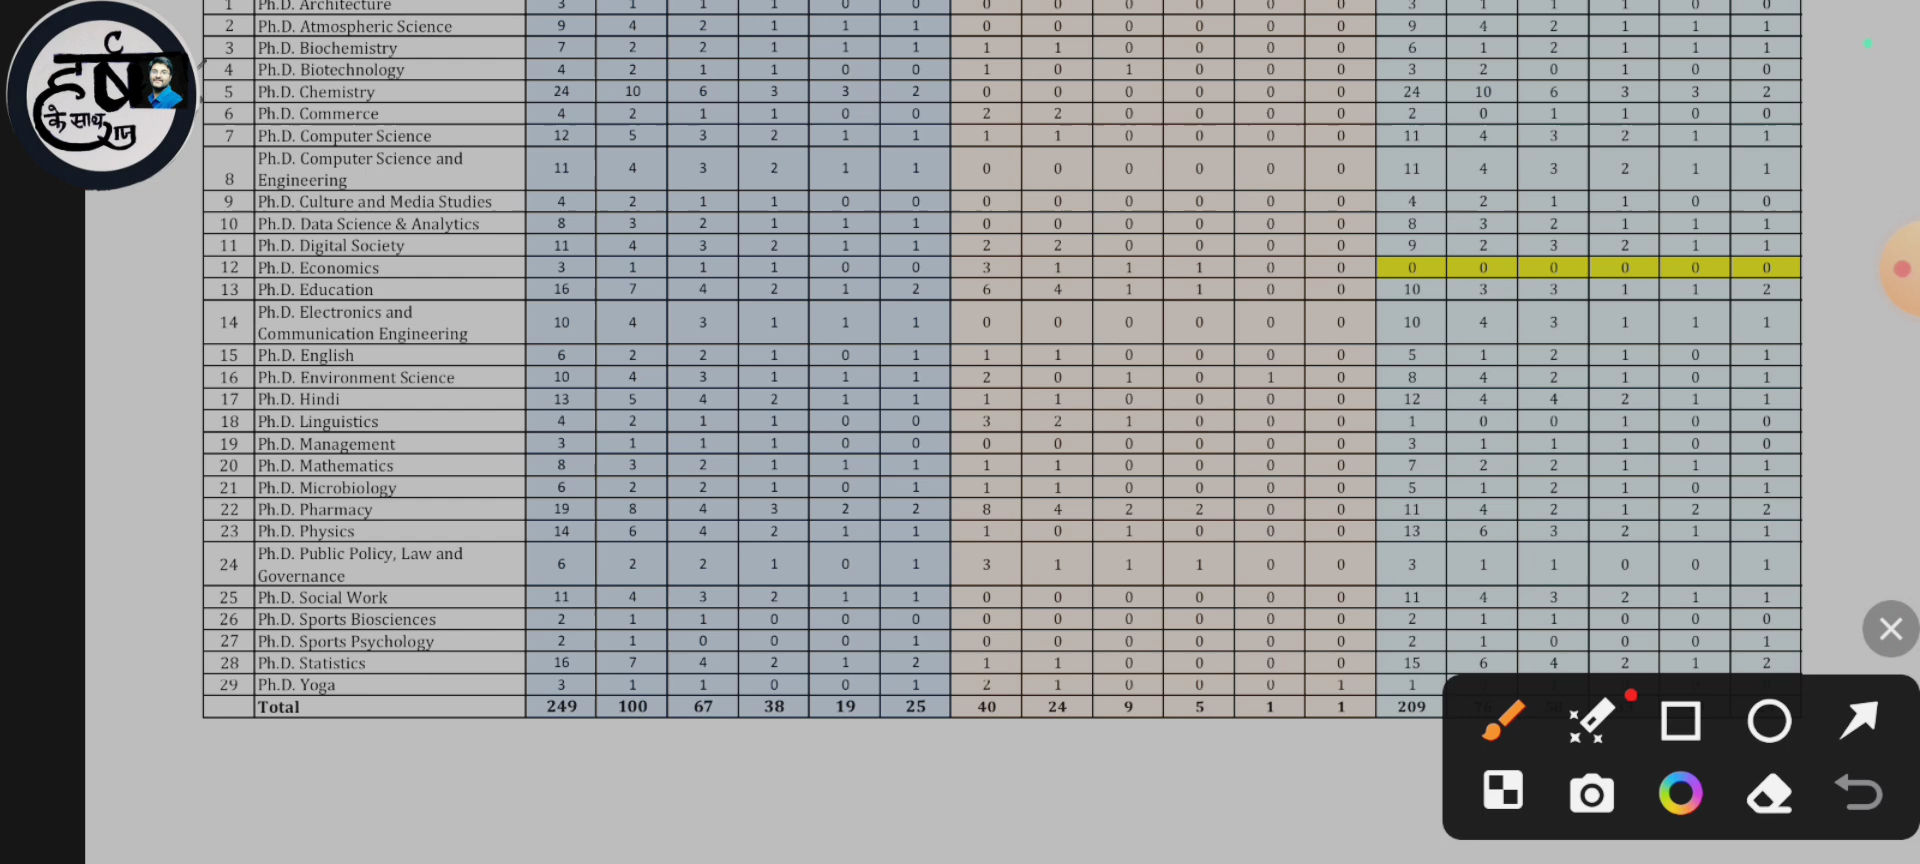 हर्ष
के साथ
राज
1 Ph.D. Architecture 3 1 1 1 0 0 0 0 0 0 0 0 3 1 1 1 0 0
2 Ph.D. Atmospheric Science 9 4 2 1 1 1 0 0 0 0 0 0 9 4 2 1 1 1
3 Ph.D. Biochemistry 7 2 2 1 1 1 1 1 0 0 0 0 6 1 2 1 1 1
4 Ph.D. Biotechnology 4 2 1 1 0 0 1 0 1 0 0 0 3 2 0 1 0 0
5 Ph.D. Chemistry 24 10 6 3 3 2 0 0 0 0 0 0 24 10 6 3 3 2
6 Ph.D. Commerce 4 2 1 1 0 0 2 2 0 0 0 0 2 0 1 1 0 0
7 Ph.D. Computer Science 12 5 3 2 1 1 1 1 0 0 0 0 11 4 3 2 1 1
8 Ph.D. Computer Science and
Engineering 11 4 3 2 1 1 0 0 0 0 0 0 11 4 3 2 1 1
9 Ph.D. Culture and Media Studies 4 2 1 1 0 0 0 0 0 0 0 0 4 2 1 1 0 0
10 Ph.D. Data Science & Analytics 8 3 2 1 1 1 0 0 0 0 0 0 8 3 2 1 1 1
11 Ph.D. Digital Society 11 4 3 2 1 1 2 2 0 0 0 0 9 2 3 2 1 1
12 Ph.D. Economics 3 1 1 1 0 0 3 1 1 1 0 0 0 0 0 0 0 0
13 Ph.D. Education 16 7 4 2 1 2 6 4 1 1 0 0 10 3 3 1 1 2
14 Ph.D. Electronics and
Communication Engineering 10 4 3 1 1 1 0 0 0 0 0 0 10 4 3 1 1 1
15 Ph.D. English 6 2 2 1 0 1 1 1 0 0 0 0 5 1 2 1 0 1
16 Ph.D. Environment Science 10 4 3 1 1 1 2 0 1 0 1 0 8 4 2 1 0 1
17 Ph.D. Hindi 13 5 4 2 1 1 1 1 0 0 0 0 12 4 4 2 1 1
18 Ph.D. Linguistics 4 2 1 1 0 0 3 2 1 0 0 0 1 0 0 1 0 0
19 Ph.D. Management 3 1 1 1 0 0 0 0 0 0 0 0 3 1 1 1 0 0
20 Ph.D. Mathematics 8 3 2 1 1 1 1 1 0 0 0 0 7 2 2 1 1 1
21 Ph.D. Microbiology 6 2 2 1 0 1 1 1 0 0 0 0 5 1 2 1 0 1
22 Ph.D. Pharmacy 19 8 4 3 2 2 8 4 2 2 0 0 11 4 2 1 2 2
23 Ph.D. Physics 14 6 4 2 1 1 1 0 1 0 0 0 13 6 3 2 1 1
24 Ph.D. Public Policy, Law and
Governance 6 2 2 1 0 1 3 1 1 1 0 0 3 1 1 0 0 1
25 Ph.D. Social Work 11 4 3 2 1 1 0 0 0 0 0 0 11 4 3 2 1 1
26 Ph.D. Sports Biosciences 2 1 1 0 0 0 0 0 0 0 0 0 2 1 1 0 0 0
27 Ph.D. Sports Psychology 2 1 0 0 0 1 0 0 0 0 0 0 2 1 0 0 0 1
28 Ph.D. Statistics 16 7 4 2 1 2 1 1 0 0 0 0 15 6 4 2 1 2
29 Ph.D. Yoga 3 1 1 0 0 1 2 1 0 0 0 1 1
Total 249 100 67 38 19 25 40 24 9 5 1 1 209